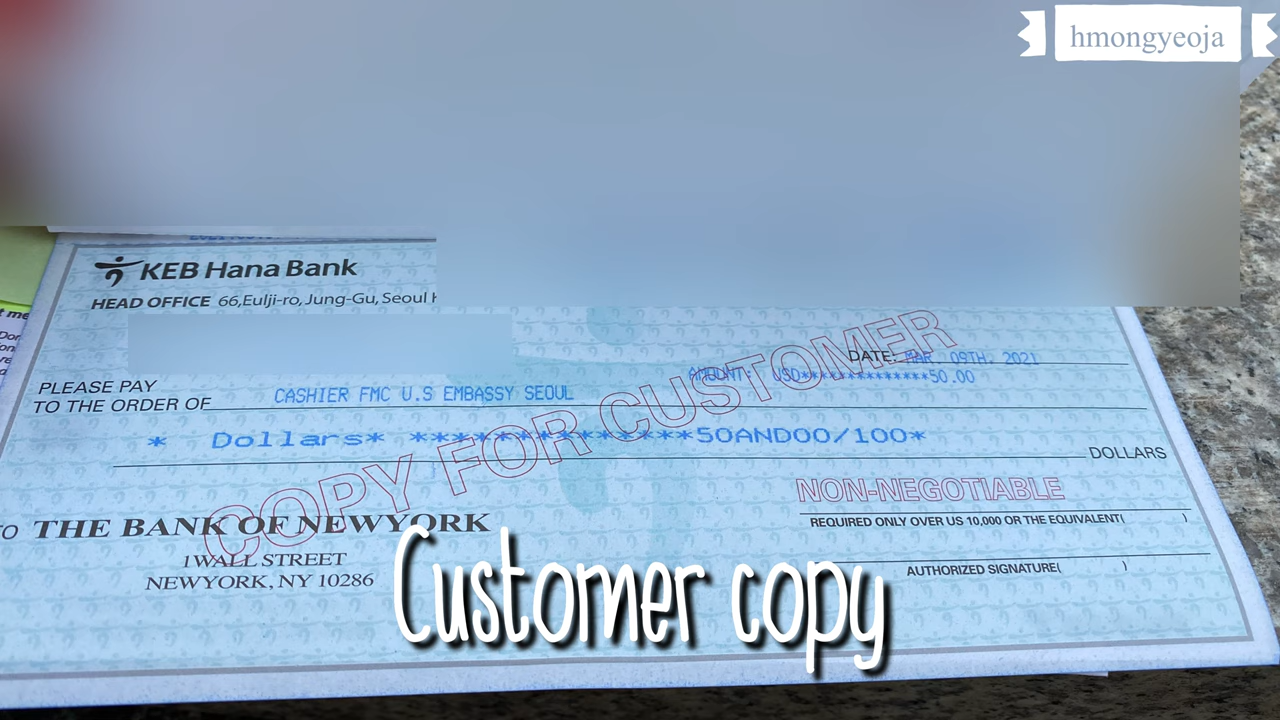 hmongyeoja
KEB Hana Bank
HEAD OFFICE 66,Eulji-ro, Jung-Gu, Seoul
DATE: MAR. 09TH. 2021
AMOUNT: USD**************50.00
PLEASE PAY
TO THE ORDER OF
CASHIER FMC U.S EMBASSY SEOUL
* Dollars* **************50AND00/100*
DOLLARS
COPY FOR CUSTOMER
NON-NEGOTIABLE
REQUIRED ONLY OVER US 10,000 OR THE EQUIVALENT( )
TO THE BANK OF NEWYORK
1WALL STREET
NEWYORK, NY 10286
AUTHORIZED SIGNATURE( )
Customer copy